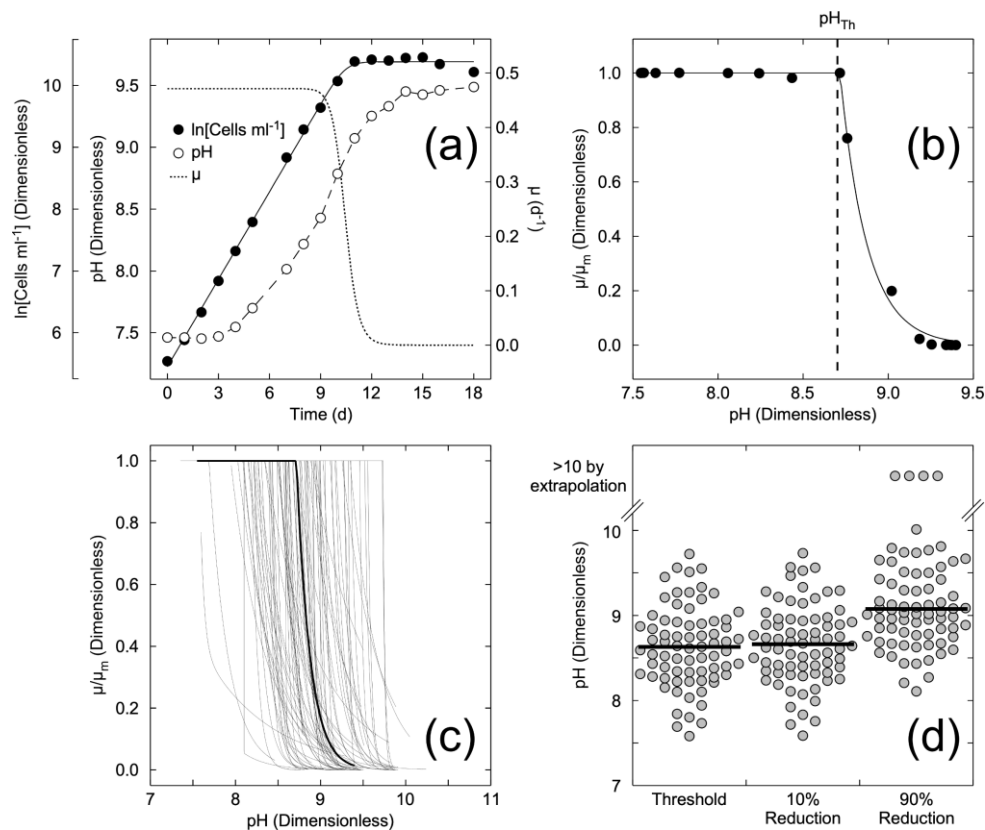 ln[Cells ml⁻¹] (Dimensionless)
10
9
8
7
6
pH (Dimensionless)
9.5
9.0
8.5
8.0
7.5
ln[Cells ml⁻¹]
pH
μ
(a)
0.5
0.4
0.3
0.2
0.1
0.0
μ (d⁻¹)
0 3 6 9 12 15 18
Time (d)
pH_Th
μ/μ_m (Dimensionless)
1.0
0.8
0.6
0.4
0.2
0.0
(b)
7.5 8.0 8.5 9.0 9.5
pH (Dimensionless)
μ/μ_m (Dimensionless)
1.0
0.8
0.6
0.4
0.2
0.0
(c)
7 8 9 10 11
pH (Dimensionless)
>10 by
extrapolation
pH (Dimensionless)
10
9
8
7
(d)
Threshold 10% 90%
Reduction Reduction